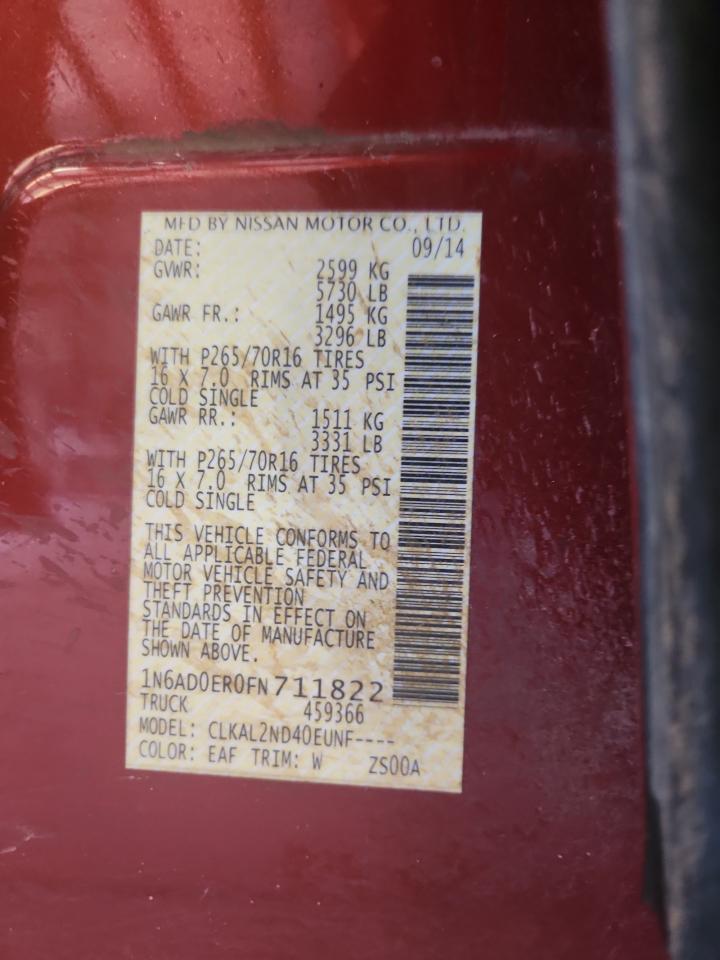 MFD BY NISSAN MOTOR CO., LTD.
DATE: 09/14
GVWR: 2599 KG
5730 LB
GAWR FR.: 1495 KG
3296 LB
WITH P265/70R16 TIRES
16 X 7.0 RIMS AT 35 PSI
COLD SINGLE
GAWR RR.: 1511 KG
3331 LB
WITH P265/70R16 TIRES
16 X 7.0 RIMS AT 35 PSI
COLD SINGLE
THIS VEHICLE CONFORMS TO
ALL APPLICABLE FEDERAL
MOTOR VEHICLE SAFETY AND
THEFT PREVENTION
STANDARDS IN EFFECT ON
THE DATE OF MANUFACTURE
SHOWN ABOVE.
1N6AD0ER0FN711822
TRUCK 459366
MODEL: CLKAL2ND40EUNF----
COLOR: EAF TRIM: W ZS00A